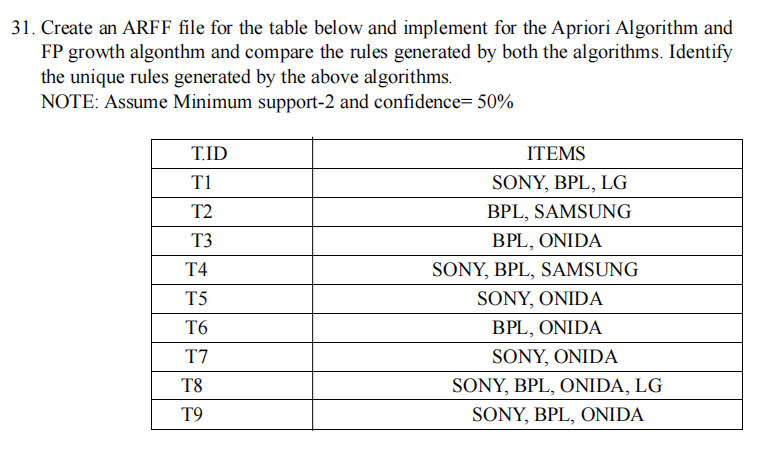 31. Create an ARFF file for the table below and implement for the Apriori Algorithm and
FP growth algonthm and compare the rules generated by both the algorithms. Identify
the unique rules generated by the above algorithms.
NOTE: Assume Minimum support-2 and confidence= 50%
T.ID ITEMS
T1 SONY, BPL, LG
T2 BPL, SAMSUNG
T3 BPL, ONIDA
T4 SONY, BPL, SAMSUNG
T5 SONY, ONIDA
T6 BPL, ONIDA
T7 SONY, ONIDA
T8 SONY, BPL, ONIDA, LG
T9 SONY, BPL, ONIDA